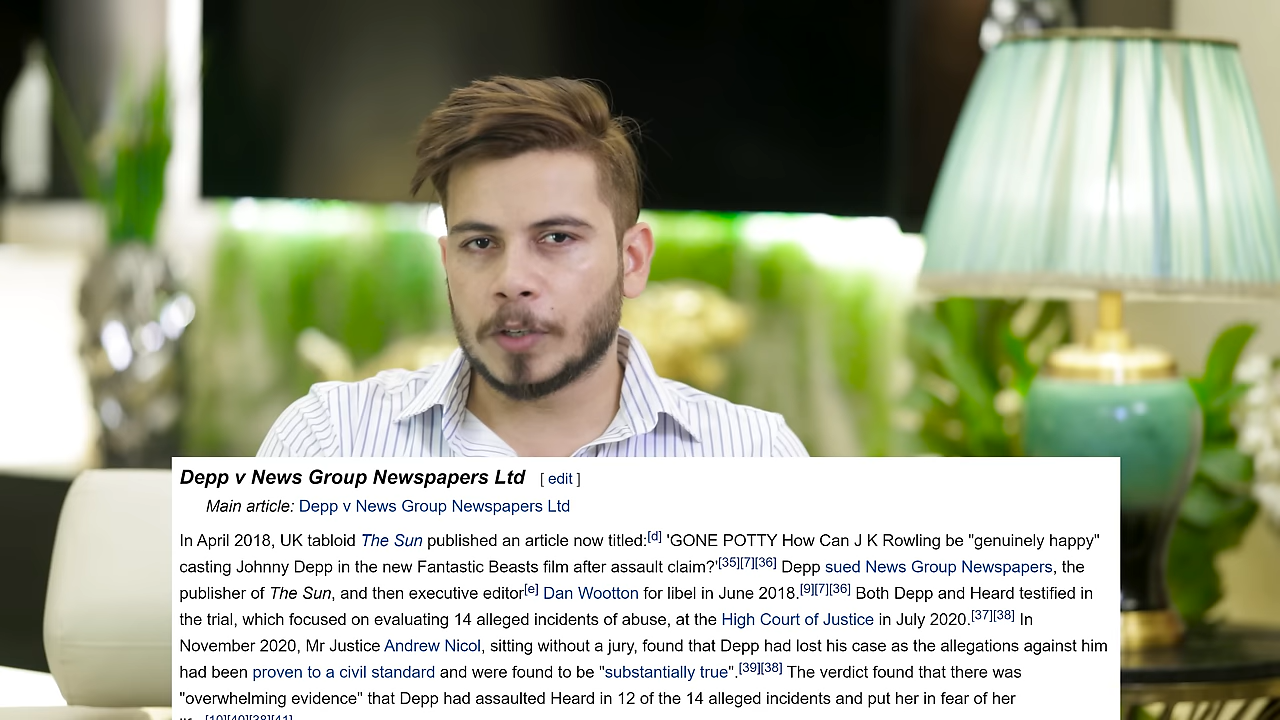 Depp v News Group Newspapers Ltd [ edit ]
Main article: Depp v News Group Newspapers Ltd
In April 2018, UK tabloid The Sun published an article now titled:[d] 'GONE POTTY How Can J K Rowling be "genuinely happy"
casting Johnny Depp in the new Fantastic Beasts film after assault claim?'[35][7][36] Depp sued News Group Newspapers, the
publisher of The Sun, and then executive editor[e] Dan Wootton for libel in June 2018.[9][7][36] Both Depp and Heard testified in
the trial, which focused on evaluating 14 alleged incidents of abuse, at the High Court of Justice in July 2020.[37][38] In
November 2020, Mr Justice Andrew Nicol, sitting without a jury, found that Depp had lost his case as the allegations against him
had been proven to a civil standard and were found to be "substantially true".[39][38] The verdict found that there was
"overwhelming evidence" that Depp had assaulted Heard in 12 of the 14 alleged incidents and put her in fear of her